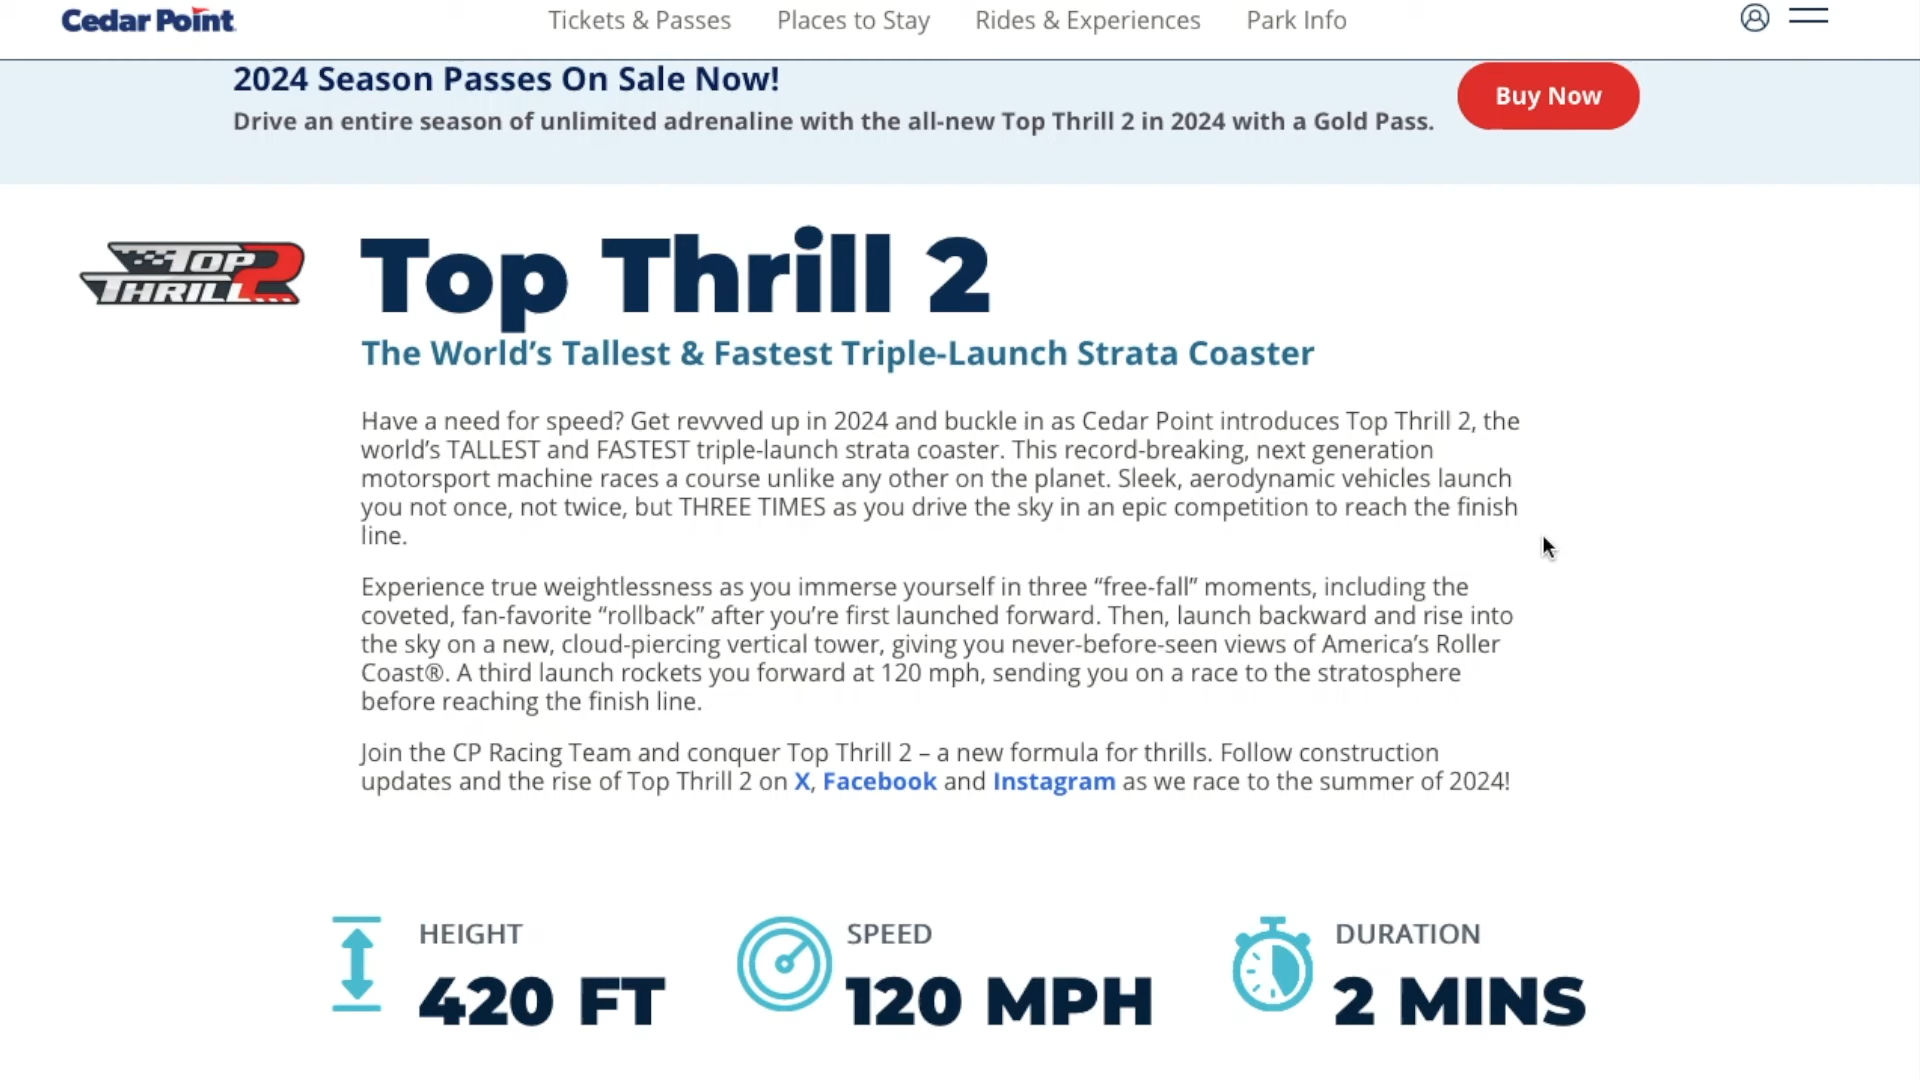 Cedar Point
Tickets & Passes
Places to Stay
Rides & Experiences
Park Info
2024 Season Passes On Sale Now!
Drive an entire season of unlimited adrenaline with the all-new Top Thrill 2 in 2024 with a Gold Pass.
Buy Now
TOP
THRILL 2
Top Thrill 2
The World’s Tallest & Fastest Triple-Launch Strata Coaster
Have a need for speed? Get revvved up in 2024 and buckle in as Cedar Point introduces Top Thrill 2, the
world’s TALLEST and FASTEST triple-launch strata coaster. This record-breaking, next generation
motorsport machine races a course unlike any other on the planet. Sleek, aerodynamic vehicles launch
you not once, not twice, but THREE TIMES as you drive the sky in an epic competition to reach the finish
line.
Experience true weightlessness as you immerse yourself in three “free-fall” moments, including the
coveted, fan-favorite “rollback” after you’re first launched forward. Then, launch backward and rise into
the sky on a new, cloud-piercing vertical tower, giving you never-before-seen views of America’s Roller
Coast®. A third launch rockets you forward at 120 mph, sending you on a race to the stratosphere
before reaching the finish line.
Join the CP Racing Team and conquer Top Thrill 2 – a new formula for thrills. Follow construction
updates and the rise of Top Thrill 2 on X, Facebook and Instagram as we race to the summer of 2024!
HEIGHT
420 FT
SPEED
120 MPH
DURATION
2 MINS